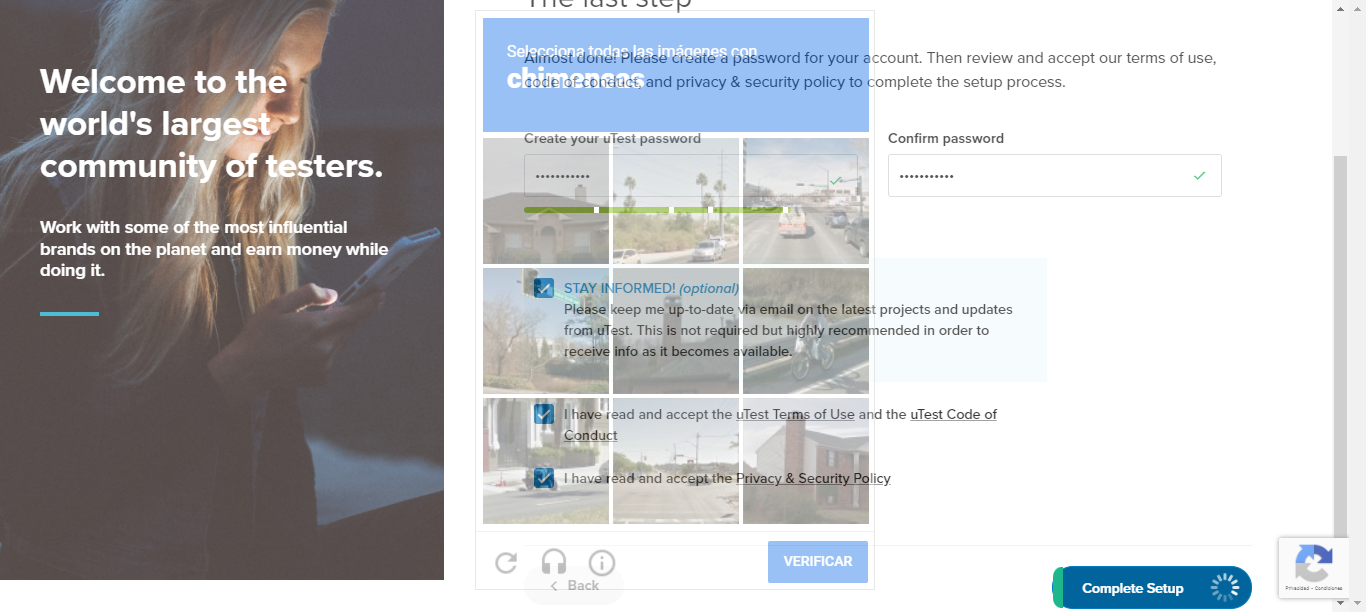 The last step
Welcome to the
world's largest
community of testers.
Work with some of the most influential
brands on the planet and earn money while
doing it.
Almost done! Please create a password for your account. Then review and accept our terms of use,
code of conduct, and privacy & security policy to complete the setup process.
Selecciona todas las imágenes con
chimeneas
Create your uTest password
Confirm password
•••••••••••
•••••••••••
STAY INFORMED! (optional)
Please keep me up-to-date via email on the latest projects and updates
from uTest. This is not required but highly recommended in order to
receive info as it becomes available.
I have read and accept the uTest Terms of Use and the uTest Code of
Conduct
I have read and accept the Privacy & Security Policy
VERIFICAR
Back
Complete Setup
Privacidad - Condiciones